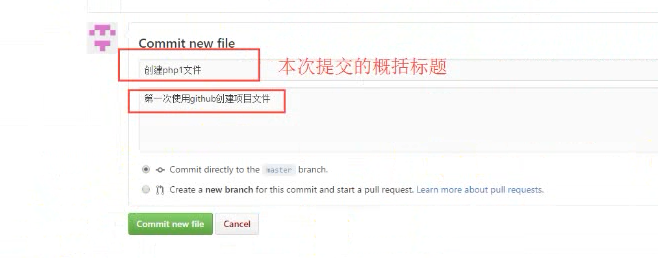 Commit new file
创建php1文件
本次提交的概括标题
第一次使用github创建项目文件
Commit directly to the master branch.
Create a new branch for this commit and start a pull request. Learn more about pull requests.
Commit new file Cancel